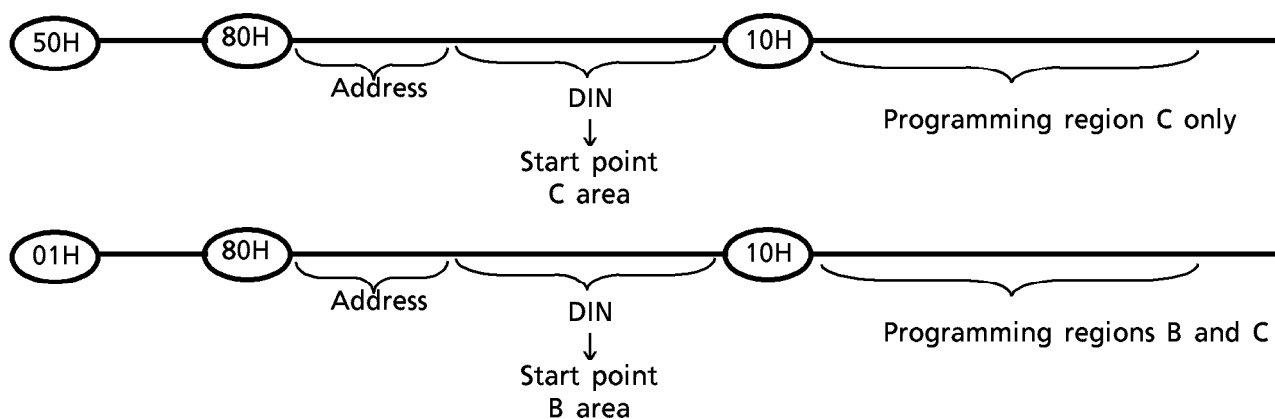 50H 80H 10H
Address
DIN
Programming region C only
↓
Start point
C area
01H 80H 10H
Address
DIN
Programming regions B and C
↓
Start point
B area